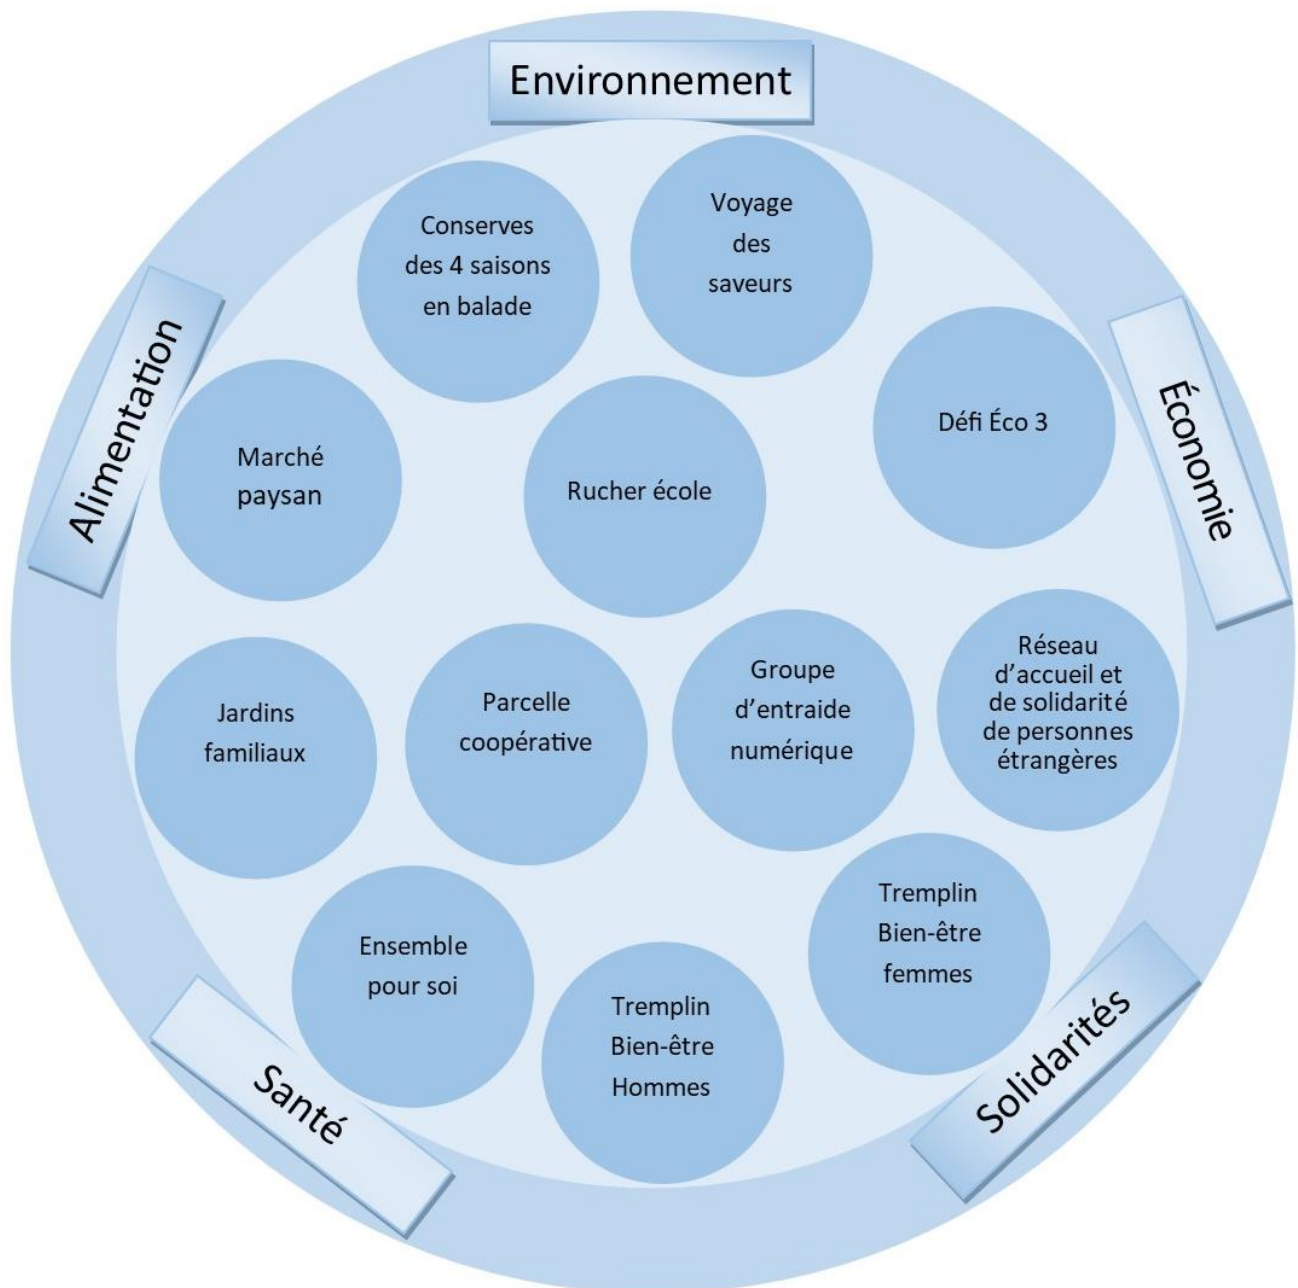 Environnement
Conserves
des 4 saisons
en balade
Voyage
des
saveurs
Alimentation
Économie
Marché
paysan
Rucher école
Défi Éco 3
Jardins
familiaux
Parcelle
coopérative
Groupe
d’entraide
numérique
Réseau
d’accueil et
de solidarité
de personnes
étrangères
Ensemble
pour soi
Tremplin
Bien-être
Hommes
Tremplin
Bien-être
femmes
Santé
Solidarités